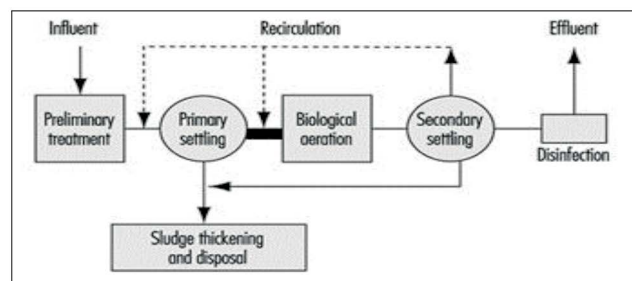 Influent
Recirculation
Effluent
Preliminary
treatment
Primary
settling
Biological
aeration
Secondary
settling
Disinfection
Sludge thickening
and disposal